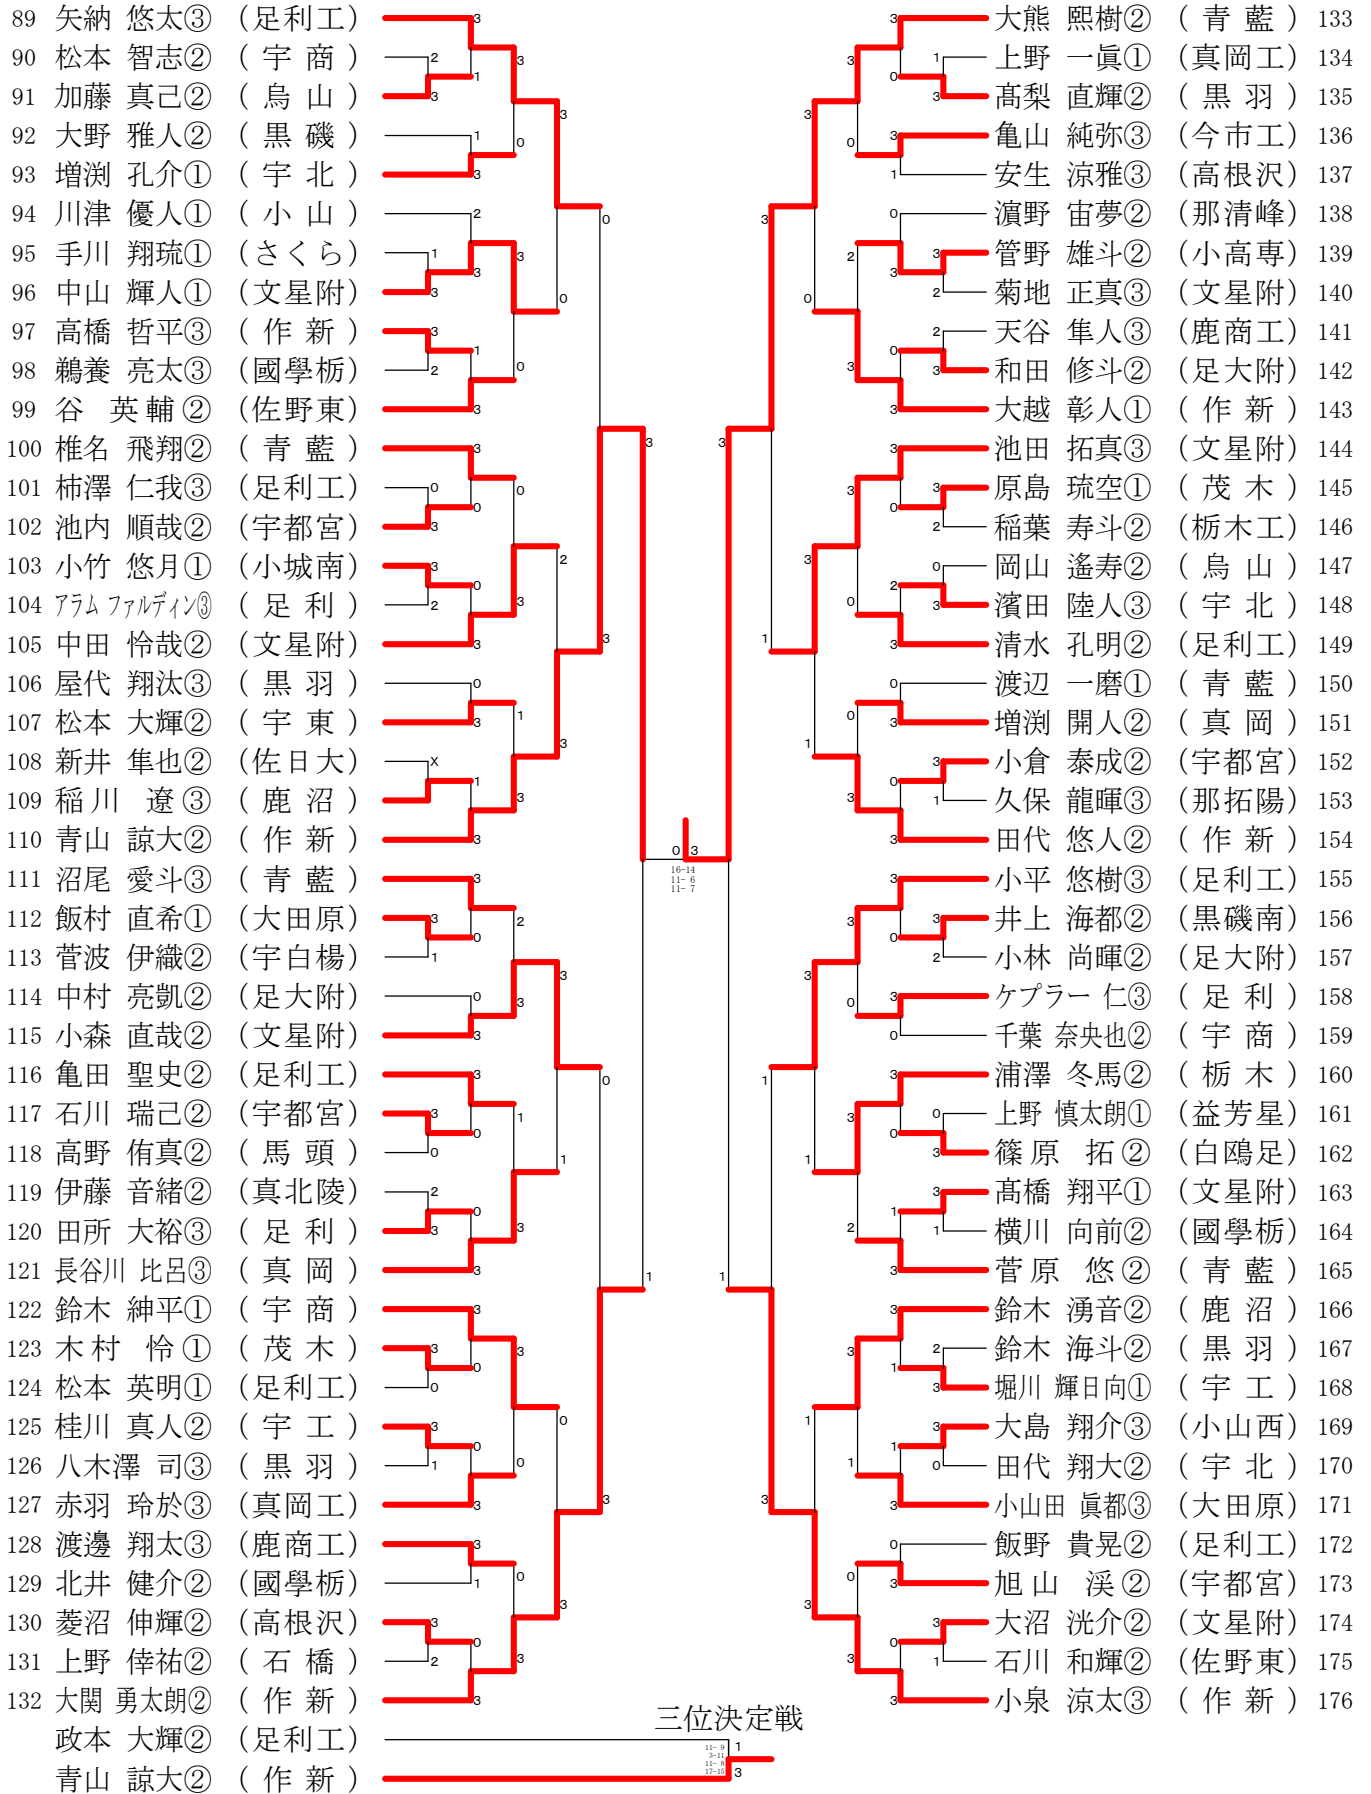 89 矢納 悠太③ (足利工)
90 松本 智志② (宇商)
91 加藤 真己② (烏山)
92 大野 雅人② (黒磯)
93 増渕 孔介① (宇北)
94 川津 優人① (小山)
95 手川 翔琉① (さくら)
96 中山 輝人① (文星附)
97 高橋 哲平③ (作新)
98 鵜養 亮太③ (國學栃)
99 谷 英輔② (佐野東)
100 椎名 飛翔② (青藍)
101 柿澤 仁我③ (足利工)
102 池内 順哉② (宇都宮)
103 小竹 悠月① (小城南)
104 アラム ファルディン③ (足利)
105 中田 怜哉② (文星附)
106 屋代 翔汰③ (黒羽)
107 松本 大輝② (宇東)
108 新井 隼也② (佐日大)
109 稲川 遼③ (鹿沼)
110 青山 諒大② (作新)
111 沼尾 愛斗③ (青藍)
112 飯村 直希① (大田原)
113 菅波 伊織② (宇白楊)
114 中村 亮凱② (足大附)
115 小森 直哉② (文星附)
116 亀田 聖史② (足利工)
117 石川 瑞己② (宇都宮)
118 高野 侑真② (馬頭)
119 伊藤 音緒② (真北陵)
120 田所 大裕③ (足利)
121 長谷川 比呂③ (真岡)
122 鈴木 紳平① (宇商)
123 木村 怜① (茂木)
124 松本 英明① (足利工)
125 桂川 真人② (宇工)
126 八木澤 司③ (黒羽)
127 赤羽 玲於③ (真岡工)
128 渡邊 翔太③ (鹿商工)
129 北井 健介② (國學栃)
130 菱沼 伸輝② (高根沢)
131 上野 倖祐② (石橋)
132 大関 勇太朗② (作新)
大熊 熙樹② (青藍) 133
上野 一眞① (真岡工) 134
髙梨 直輝② (黒羽) 135
亀山 純弥③ (今市工) 136
安生 涼雅③ (高根沢) 137
濵野 宙夢② (那清峰) 138
管野 雄斗② (小高専) 139
菊地 正真③ (文星附) 140
天谷 隼人③ (鹿商工) 141
和田 修斗② (足大附) 142
大越 彰人① (作新) 143
池田 拓真③ (文星附) 144
原島 琉空① (茂木) 145
稲葉 寿斗② (栃木工) 146
岡山 遙寿② (烏山) 147
濱田 陸人③ (宇北) 148
清水 孔明② (足利工) 149
渡辺 一磨① (青藍) 150
増渕 開人② (真岡) 151
小倉 泰成② (宇都宮) 152
久保 龍暉③ (那拓陽) 153
田代 悠人② (作新) 154
小平 悠樹③ (足利工) 155
井上 海都② (黒磯南) 156
小林 尚暉② (足大附) 157
ケプラー 仁③ (足利) 158
千葉 奈央也② (宇商) 159
浦澤 冬馬② (栃木) 160
上野 慎太朗① (益芳星) 161
篠原 拓② (白鴎足) 162
髙橋 翔平① (文星附) 163
横川 向前② (國學栃) 164
菅原 悠② (青藍) 165
鈴木 湧音② (鹿沼) 166
鈴木 海斗② (黒羽) 167
堀川 輝日向① (宇工) 168
大島 翔介③ (小山西) 169
田代 翔大② (宇北) 170
小山田 眞都③ (大田原) 171
飯野 貴晃② (足利工) 172
旭山 渓② (宇都宮) 173
大沼 洸介② (文星附) 174
石川 和輝② (佐野東) 175
小泉 涼太③ (作新) 176
0 3
16-14
11- 6
11- 7
三位決定戦
政本 大輝② (足利工) 1
11- 9
3-11
11- 8
17-15
青山 諒大② (作新) 3